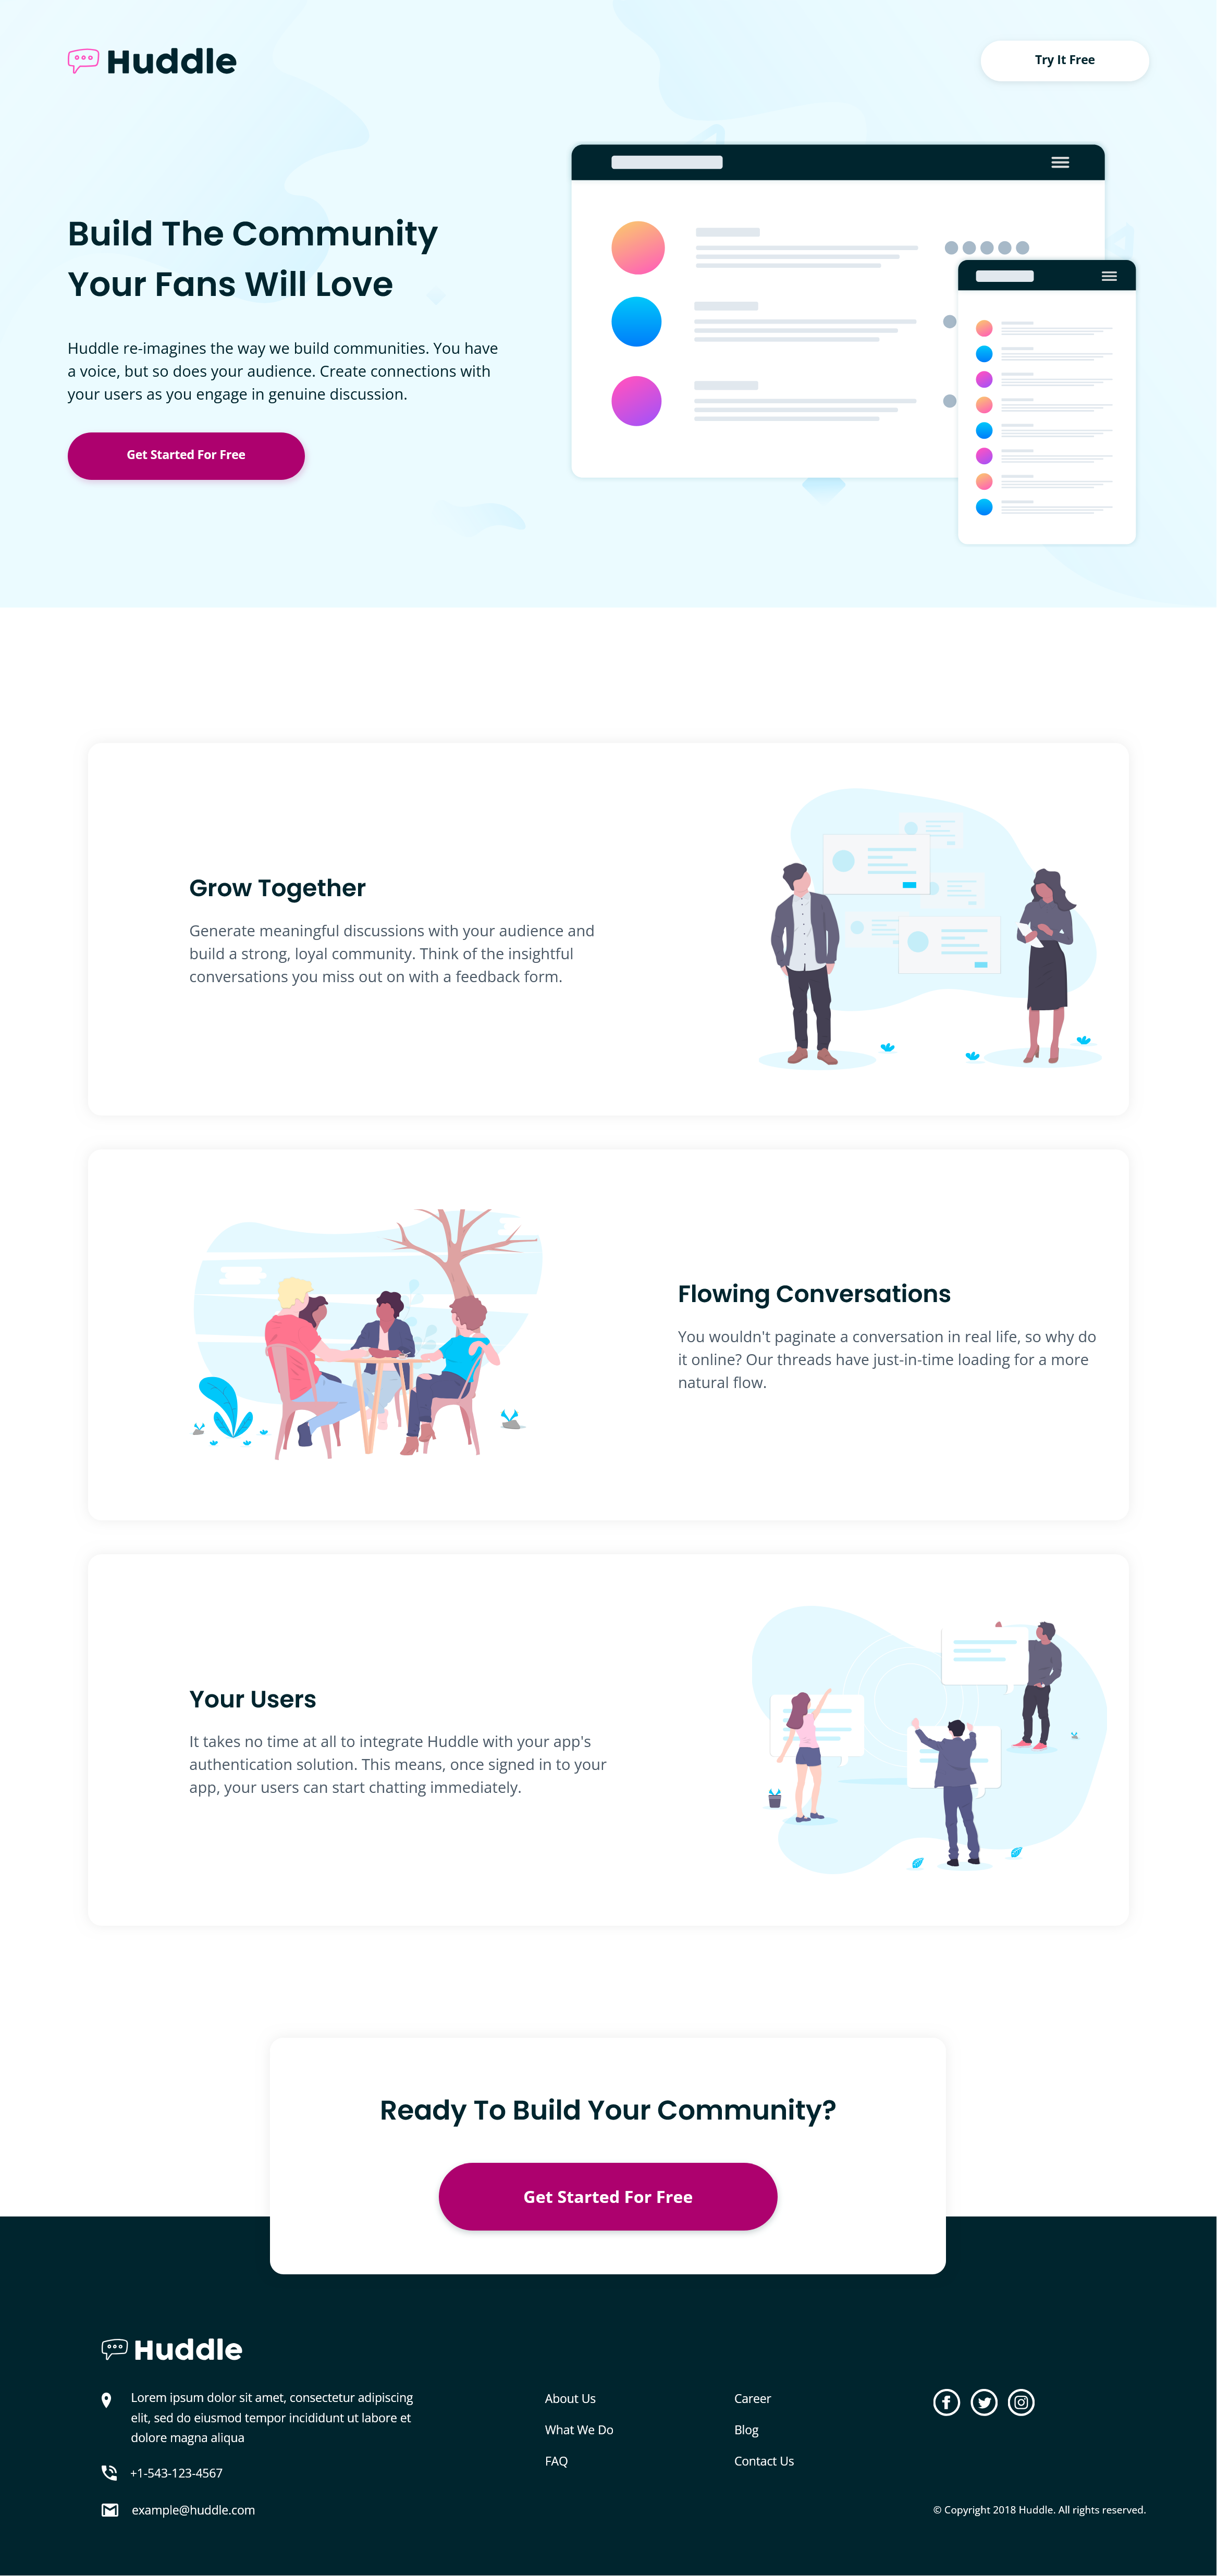 Huddle
Try It Free
Build The Community
Your Fans Will Love
Huddle re-imagines the way we build communities. You have
a voice, but so does your audience. Create connections with
your users as you engage in genuine discussion.
Get Started For Free
Grow Together
Generate meaningful discussions with your audience and
build a strong, loyal community. Think of the insightful
conversations you miss out on with a feedback form.
Flowing Conversations
You wouldn't paginate a conversation in real life, so why do
it online? Our threads have just-in-time loading for a more
natural flow.
Your Users
It takes no time at all to integrate Huddle with your app's
authentication solution. This means, once signed in to your
app, your users can start chatting immediately.
Ready To Build Your Community?
Get Started For Free
Huddle
Lorem ipsum dolor sit amet, consectetur adipiscing
elit, sed do eiusmod tempor incididunt ut labore et
dolore magna aliqua
+1-543-123-4567
example@huddle.com
About Us
What We Do
FAQ
Career
Blog
Contact Us
© Copyright 2018 Huddle. All rights reserved.